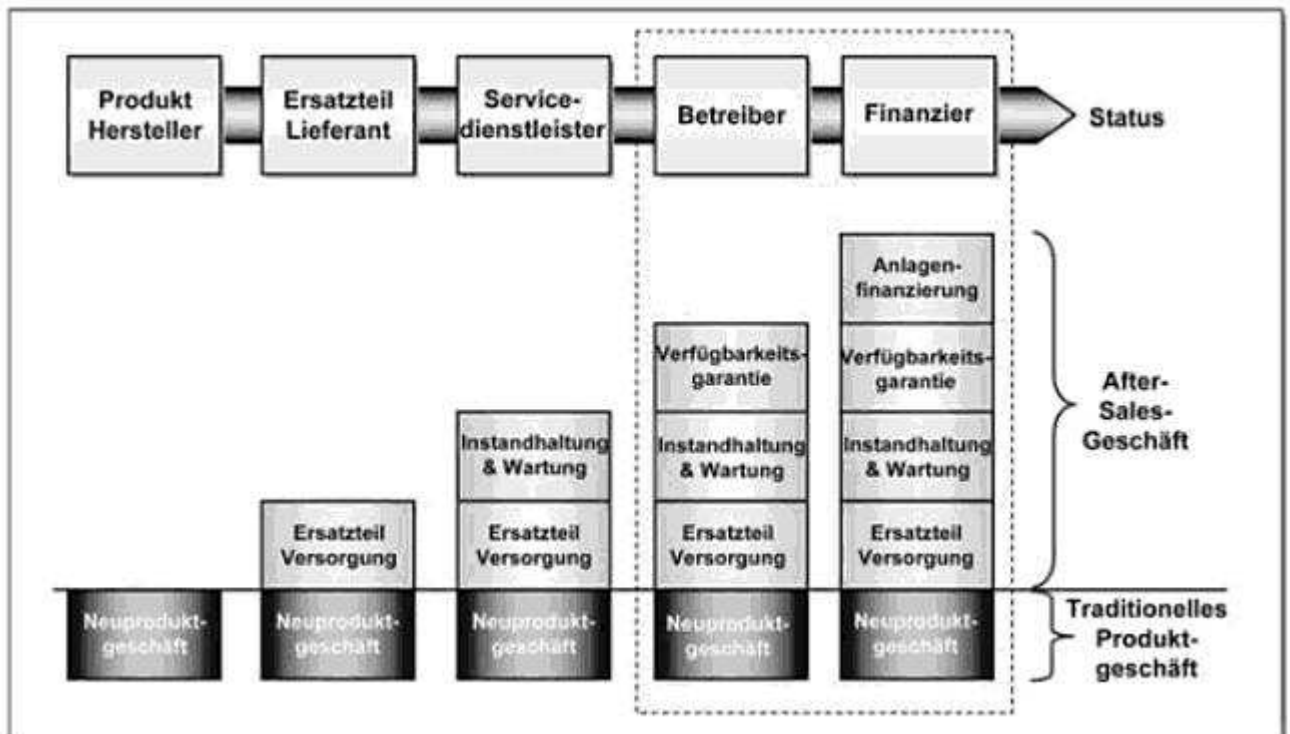 Produkt
Hersteller
Ersatzteil
Lieferant
Service-
dienstleister
Betreiber
Finanzier
Status
Anlagen-
finanzierung
Verfügbarkeits-
garantie
Verfügbarkeits-
garantie
After-
Sales-
Geschäft
Instandhaltung
& Wartung
Instandhaltung
& Wartung
Instandhaltung
& Wartung
Ersatzteil
Versorgung
Ersatzteil
Versorgung
Ersatzteil
Versorgung
Ersatzteil
Versorgung
Neuprodukt-
geschäft
Neuprodukt-
geschäft
Neuprodukt-
geschäft
Neuprodukt-
geschäft
Neuprodukt-
geschäft
Traditionelles
Produkt-
geschäft